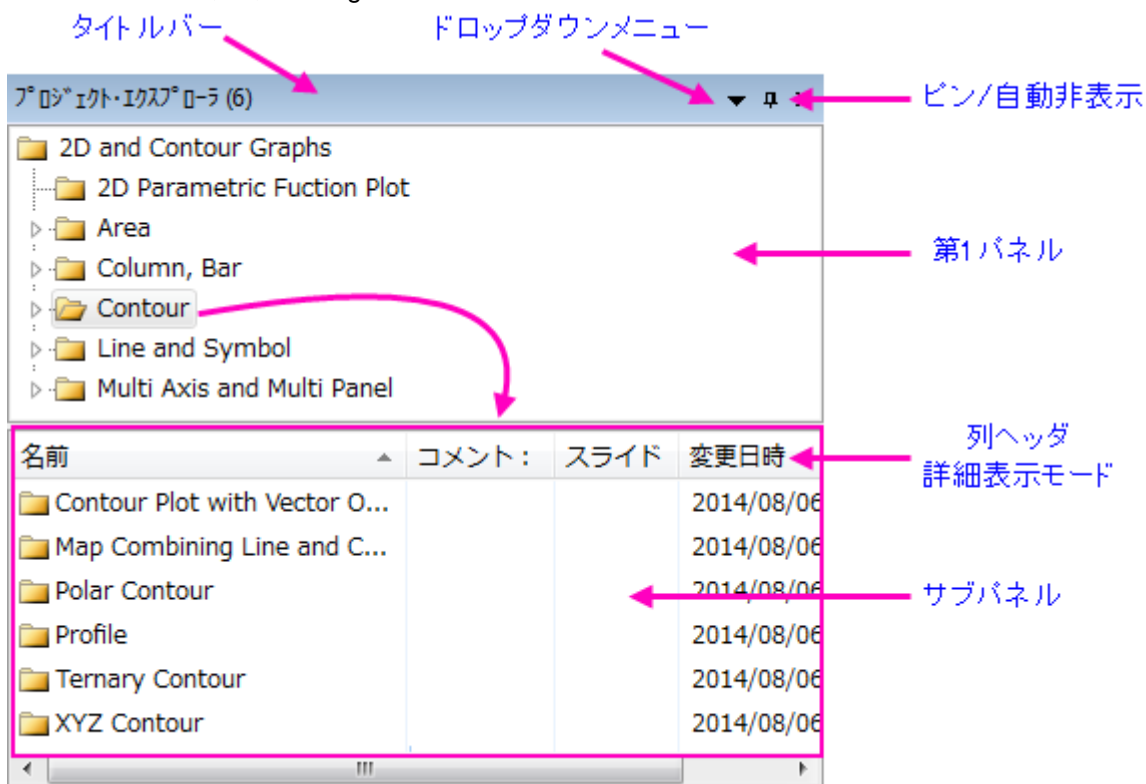 g
タイトルバー
ドロップダウンメニュー
プロジェクト・エクスプローラ (6)
ピン/自動非表示
2D and Contour Graphs
2D Parametric Fuction Plot
Area
Column, Bar
第1パネル
Contour
Line and Symbol
Multi Axis and Multi Panel
名前 コメント: スライド 変更日時
列ヘッダ
詳細表示モード
Contour Plot with Vector O... 2014/08/06
Map Combining Line and C... 2014/08/06
Polar Contour 2014/08/06
サブパネル
Profile 2014/08/06
Ternary Contour 2014/08/06
XYZ Contour 2014/08/06